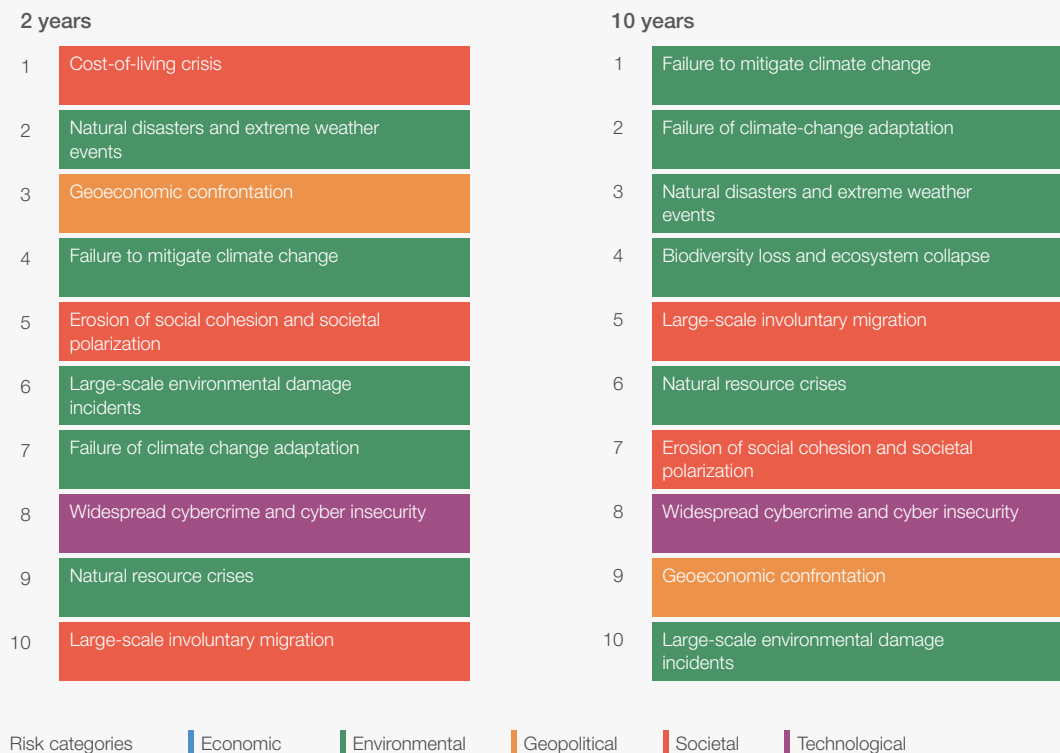 2 years
1 Cost-of-living crisis
2 Natural disasters and extreme weather
events
3 Geoeconomic confrontation
4 Failure to mitigate climate change
5 Erosion of social cohesion and societal
polarization
6 Large-scale environmental damage
incidents
7 Failure of climate change adaptation
8 Widespread cybercrime and cyber insecurity
9 Natural resource crises
10 Large-scale involuntary migration
10 years
1 Failure to mitigate climate change
2 Failure of climate-change adaptation
3 Natural disasters and extreme weather
events
4 Biodiversity loss and ecosystem collapse
5 Large-scale involuntary migration
6 Natural resource crises
7 Erosion of social cohesion and societal
polarization
8 Widespread cybercrime and cyber insecurity
9 Geoeconomic confrontation
10 Large-scale environmental damage
incidents
Risk categories Economic Environmental Geopolitical Societal Technological